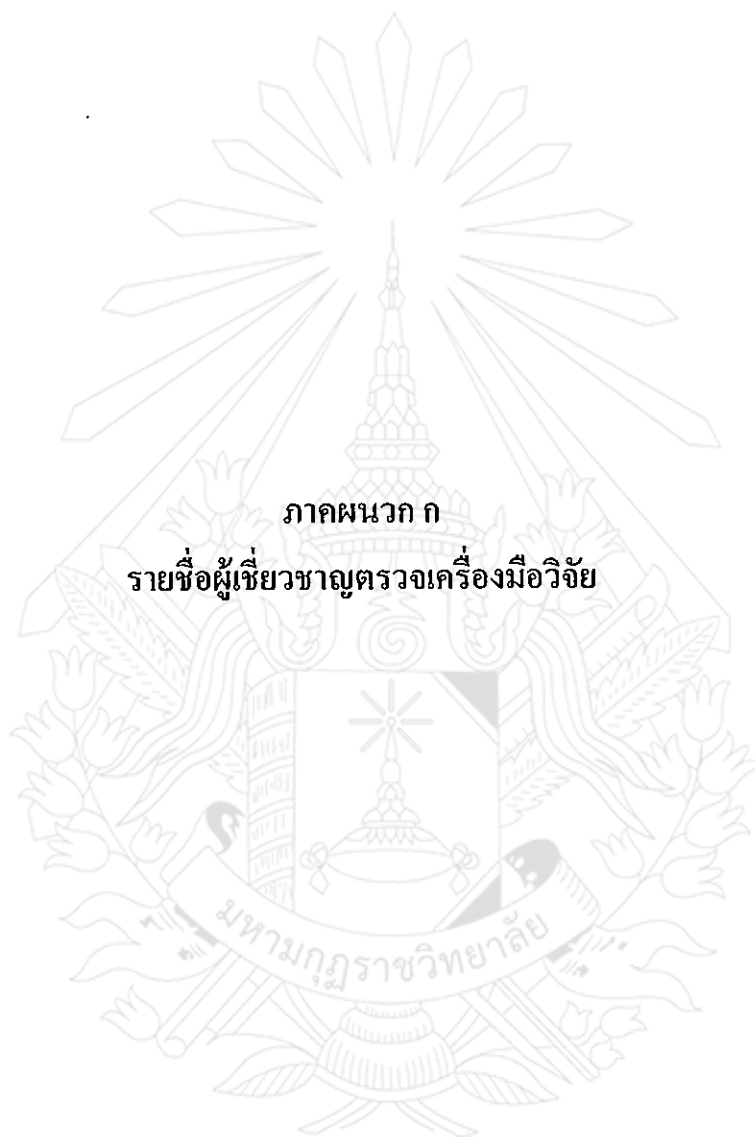 ภาคผนวก ก
รายชื่อผู้เชี่ยวชาญตรวจเครื่องมือวิจัย
มหามกุฏราชวิทยาลัย